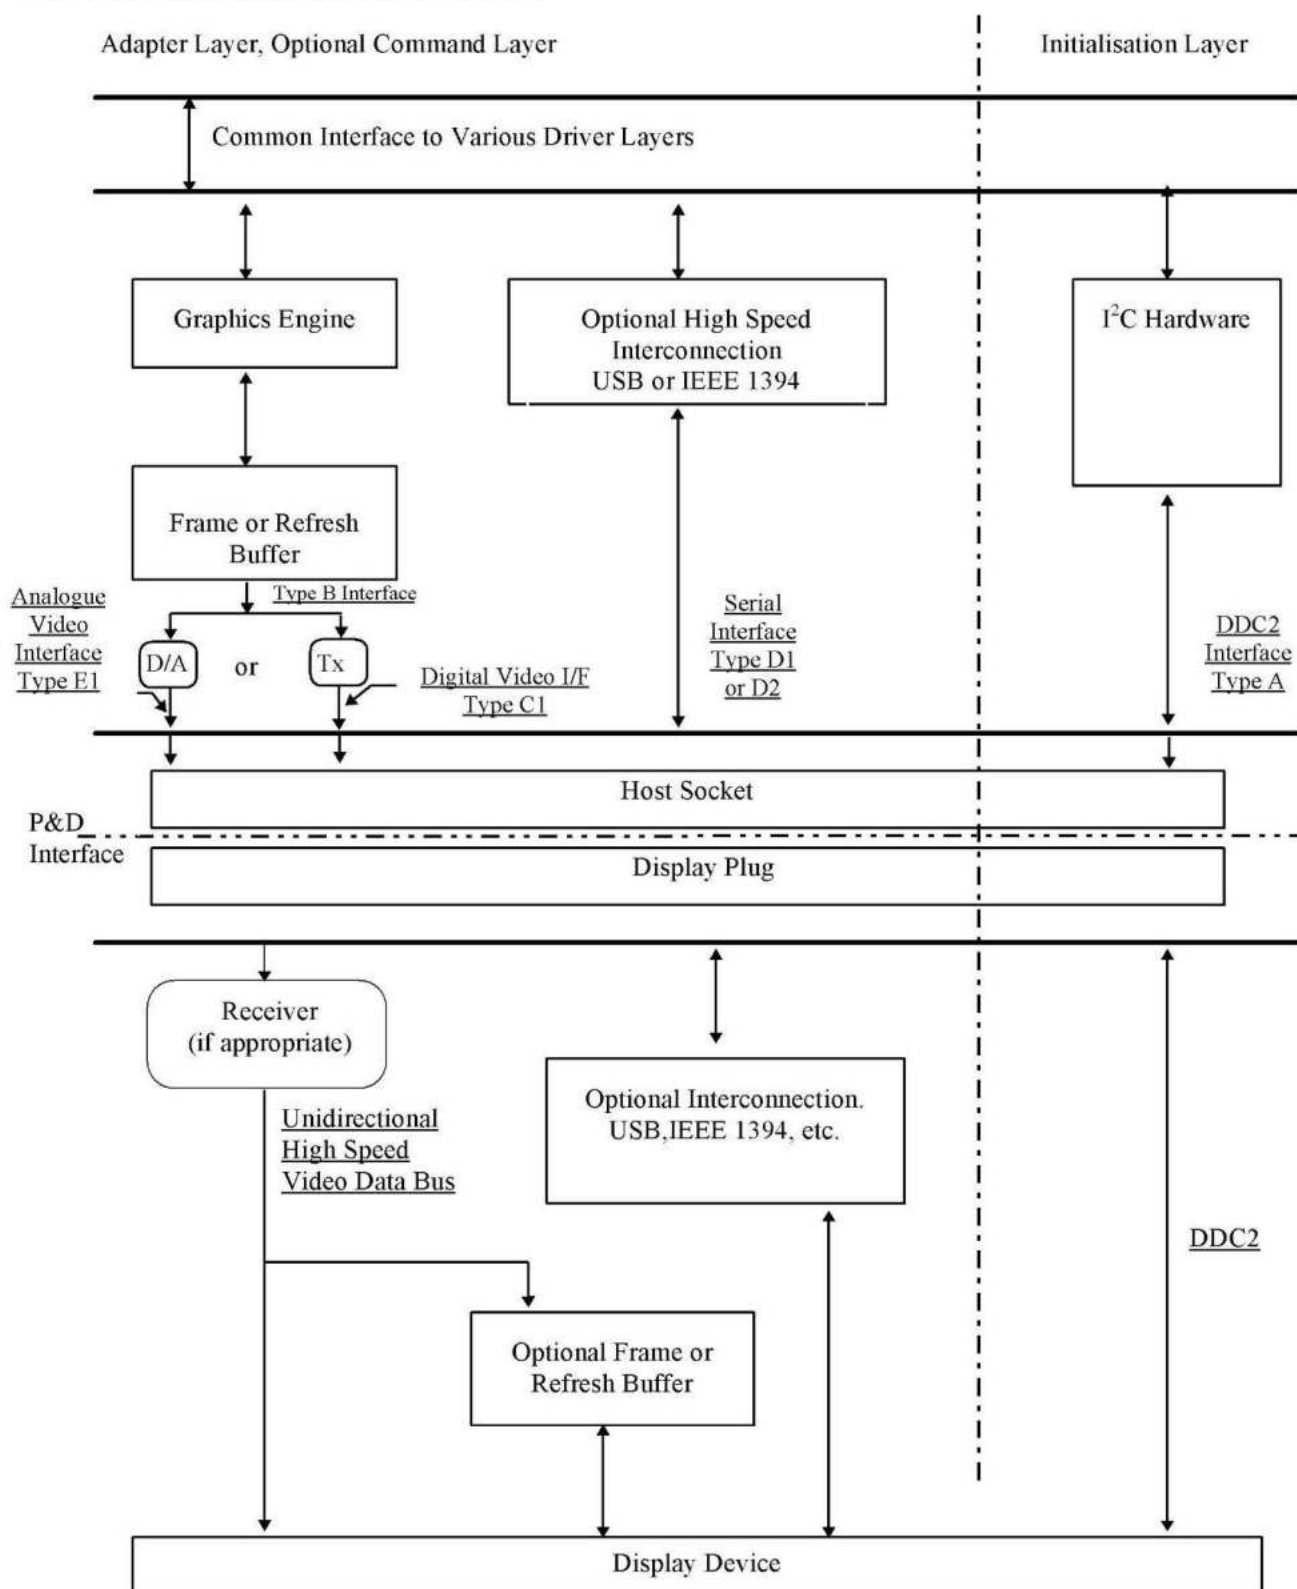 Adapter Layer, Optional Command Layer
Initialisation Layer
Common Interface to Various Driver Layers
Graphics Engine
Optional High Speed
Interconnection
USB or IEEE 1394
I²C Hardware
Frame or Refresh
Buffer
Analogue
Video
Interface
Type E1
Type B Interface
D/A
or
Tx
Digital Video I/F
Type C1
Serial
Interface
Type D1
or D2
DDC2
Interface
Type A
Host Socket
P&D
Interface
Display Plug
Receiver
(if appropriate)
Unidirectional
High Speed
Video Data Bus
Optional Interconnection.
USB,IEEE 1394, etc.
DDC2
Optional Frame or
Refresh Buffer
Display Device